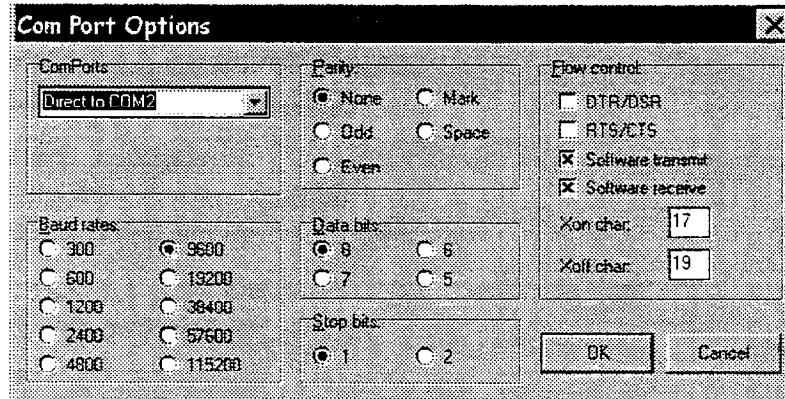 Com Port Options
ComPorts
Direct to COM2
Parity:
None Mark
Odd Space
Even
Flow control:
DTR/DSR
RTS/CTS
Software transmit
Software receive
Xon char: 17
Xoff char: 19
Baud rates:
300 9600
600 19200
1200 38400
2400 57600
4800 115200
Data bits:
8 6
7 5
Stop bits:
1 2
OK Cancel